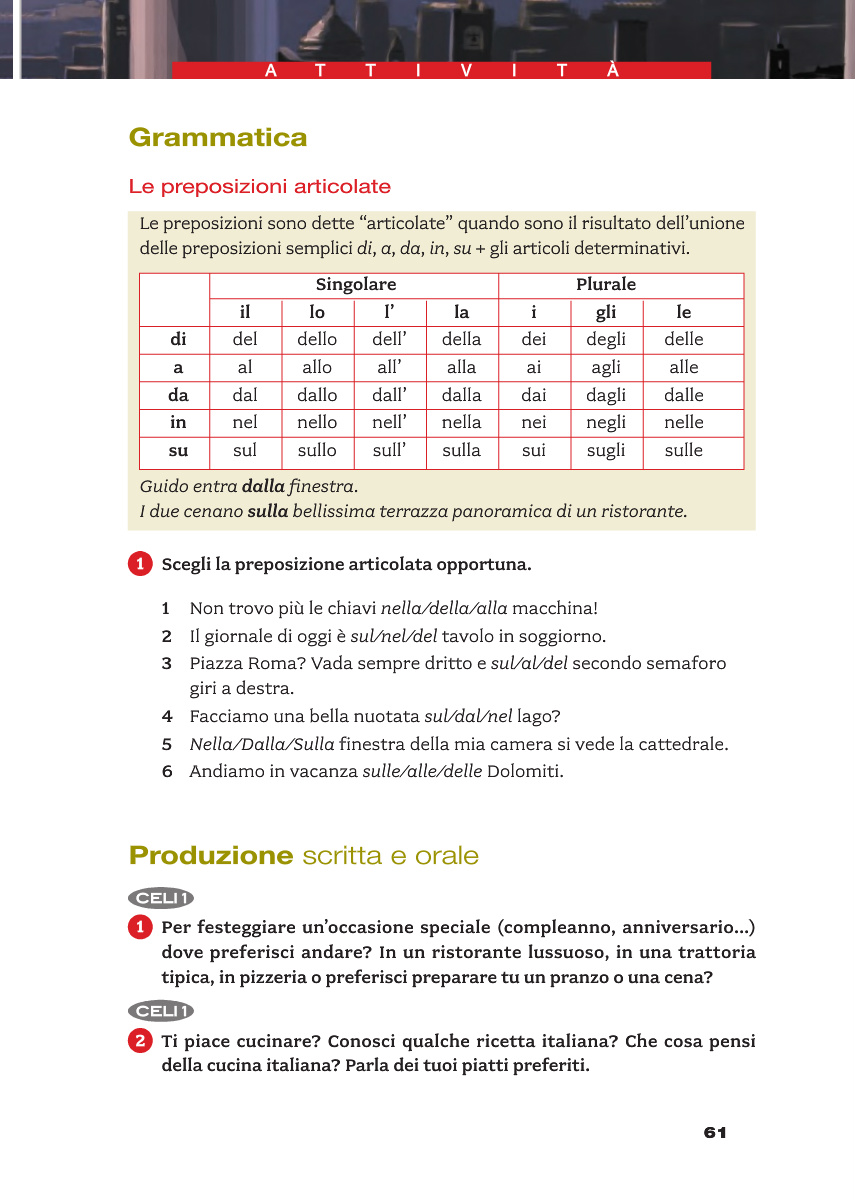 ATTIVITÀ
Grammatica
Le preposizioni articolate
Le preposizioni sono dette “articolate” quando sono il risultato dell’unione
delle preposizioni semplici di, a, da, in, su + gli articoli determinativi.
Singolare Plurale
il lo l’ la i gli le
di del dello dell’ della dei degli delle
a al allo all’ alla ai agli alle
da dal dallo dall’ dalla dai dagli dalle
in nel nello nell’ nella nei negli nelle
su sul sullo sull’ sulla sui sugli sulle
Guido entra dalla finestra.
I due cenano sulla bellissima terrazza panoramica di un ristorante.
1 Scegli la preposizione articolata opportuna.
1 Non trovo più le chiavi nella/della/alla macchina!
2 Il giornale di oggi è sul/nel/del tavolo in soggiorno.
3 Piazza Roma? Vada sempre dritto e sul/al/del secondo semaforo
giri a destra.
4 Facciamo una bella nuotata sul/dal/nel lago?
5 Nella/Dalla/Sulla finestra della mia camera si vede la cattedrale.
6 Andiamo in vacanza sulle/alle/delle Dolomiti.
Produzione scritta e orale
CELI 1
1 Per festeggiare un’occasione speciale (compleanno, anniversario...)
dove preferisci andare? In un ristorante lussuoso, in una trattoria
tipica, in pizzeria o preferisci preparare tu un pranzo o una cena?
CELI 1
2 Ti piace cucinare? Conosci qualche ricetta italiana? Che cosa pensi
della cucina italiana? Parla dei tuoi piatti preferiti.
61